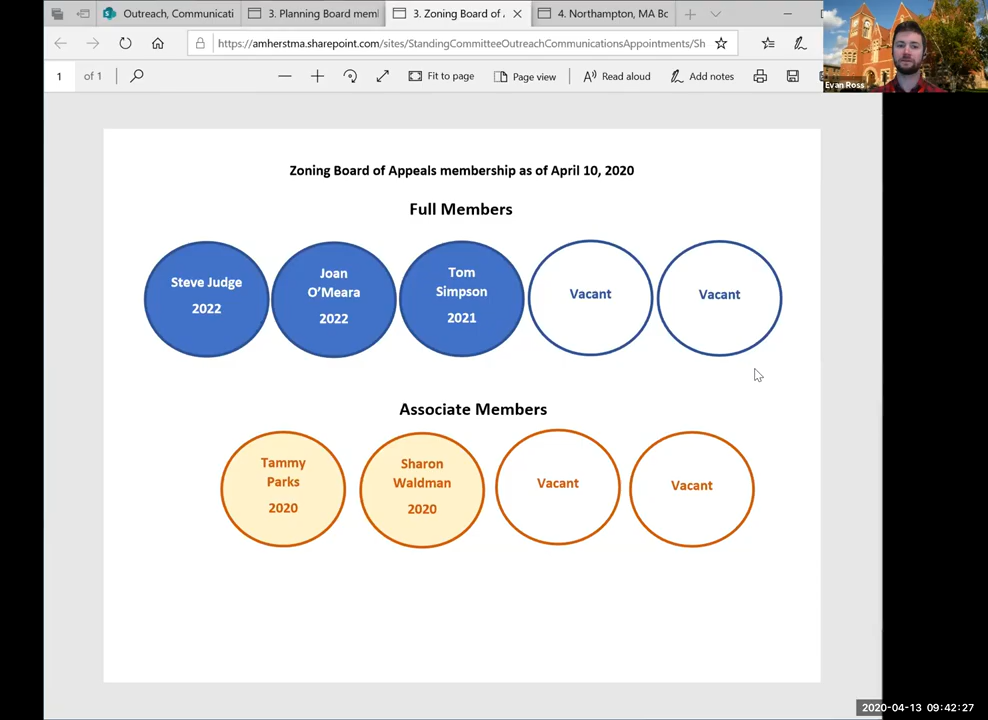 Outreach, Communicati
3. Planning Board meml
3. Zoning Board of
4. Northampton, MA Bc
https://amherstma.sharepoint.com/sites/StandingCommitteeOutreachCommunicationsAppointments/Sh
1 of 1
Fit to page
Page view
Read aloud
Add notes
Evan Ross
Zoning Board of Appeals membership as of April 10, 2020
Full Members
Steve Judge
2022
Joan
O'Meara
2022
Tom
Simpson
2021
Vacant
Vacant
Associate Members
Tammy
Parks
2020
Sharon
Waldman
2020
Vacant
Vacant
2020-04-13 09:42:27